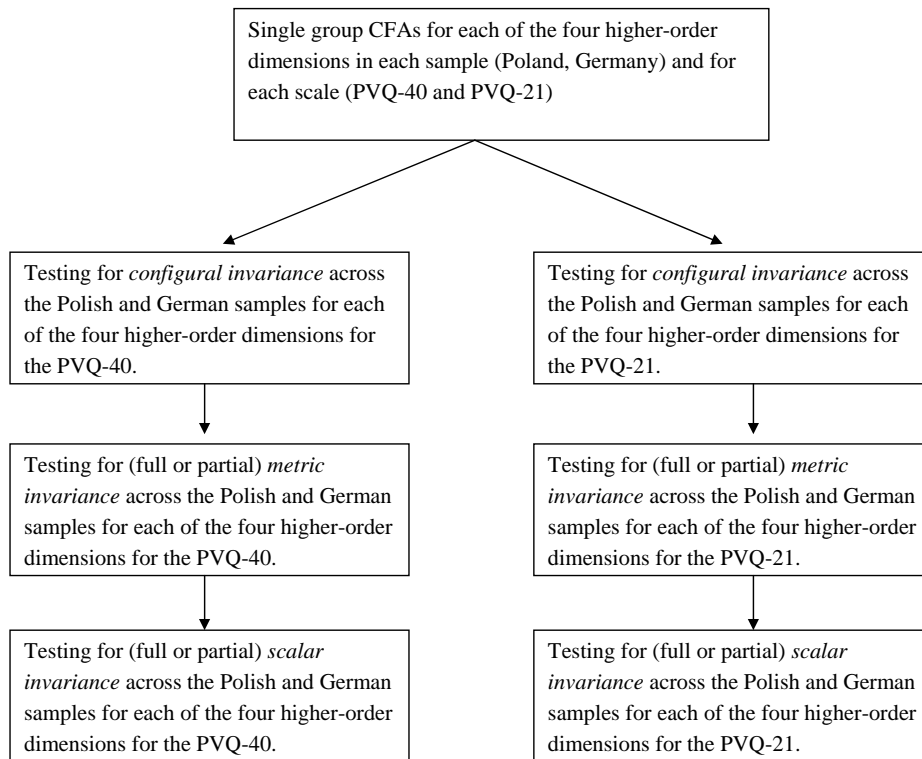 Single group CFAs for each of the four higher-order
dimensions in each sample (Poland, Germany) and for
each scale (PVQ-40 and PVQ-21)
Testing for configural invariance across
the Polish and German samples for each
of the four higher-order dimensions for
the PVQ-40.
Testing for configural invariance across
the Polish and German samples for each
of the four higher-order dimensions for
the PVQ-21.
Testing for (full or partial) metric
invariance across the Polish and German
samples for each of the four higher-order
dimensions for the PVQ-40.
Testing for (full or partial) metric
invariance across the Polish and German
samples for each of the four higher-order
dimensions for the PVQ-21.
Testing for (full or partial) scalar
invariance across the Polish and German
samples for each of the four higher-order
dimensions for the PVQ-40.
Testing for (full or partial) scalar
invariance across the Polish and German
samples for each of the four higher-order
dimensions for the PVQ-21.